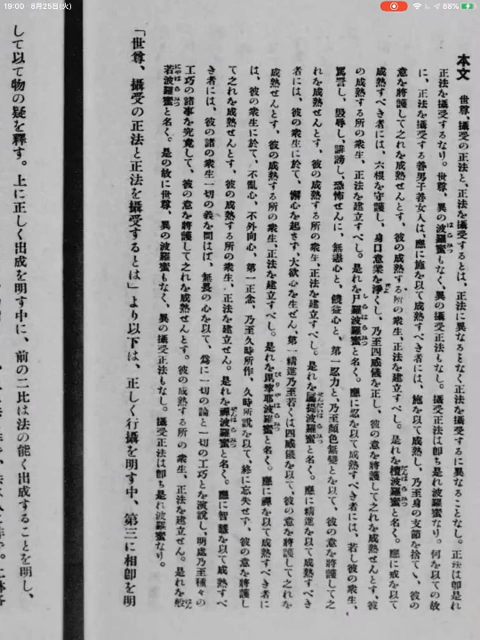 19:00 8月25日(火)
88%
本文 世尊、攝受の正法と、正法を攝受するとは、正法に異なるとなく正法を攝受するに異なることなし。正法は即是れ
正法を攝受するなり。世尊、異の波羅蜜もなく、異の攝受正法もなし。攝受正法は即ち是れ波羅蜜なり。何を以ての故
に、正法を攝受する善男子善女人は、應に施を以て成熟すべき者には、施を以て成熟し、乃至身の支節を捨てゝ、彼の
意を將護して之れを成熟せんとす、彼の成熟する所の衆生、正法を建立すべし。是れを檀波羅蜜と名く。應に戒を以て
成熟すべき者には、六根を守護し、身口意業を淨くし、乃至四威儀を正し、彼の意を將護して之れを成熟せんとす、彼
の成熟する所の衆生、正法を建立すべし。是れを尸羅波羅蜜と名く。應に忍を以て成熟すべき者には、若し彼の衆生、
罵詈し、毀辱し、誹謗し、恐怖せんに、無恚心と、饒益心と、第一忍力と、乃至顏色無變とを以て、彼の意を將護して之
れを成熟せんとす、彼の成熟する所の衆生、正法を建立すべし。是れを羼提波羅蜜と名く。應に精進を以て成熟すべき
者には、彼の衆生に於て、懈心を起さず、大欲心を生ぜん、第一精進乃至若くは四威儀を以て、彼の意を將護して之れを
成熟せんとす。彼の成熟する所の衆生、正法を建立すべし。是れを毘梨耶波羅蜜と名く。應に禪を以て成熟すべき者に
は、彼の衆生に於て、不亂心、不外向心、第一正念、乃至久時所作、久時所說を以て、終に忘失せず、彼の意を將護し
て之れを成熟せんとす、彼の成熟する所の衆生、正法を建立せん。是れを禪波羅蜜と名く。應に智慧を以て成熟すべ
き者には、彼の諸の衆生一切の義を問はば、無畏の心を以て、爲に一切の論と一切の工巧とを演說し、明處乃至種々の
工巧の諸事を究竟して、彼の意を將護して之れを成熟せんとす。彼の成熟する所の衆生、正法を建立せん。是れを般
若波羅蜜と名く。是の故に世尊、異の波羅蜜もなく、異の攝受正法もなし。攝受正法は即ち是れ波羅蜜なり。
「世尊、攝受の正法と正法を攝受するとは」より以下は、正しく行攝を明す中、第三に相即を明
して以て物の疑を釋す。上に正しく出成を明す中に、前の二比は法の能く出成することを明し、